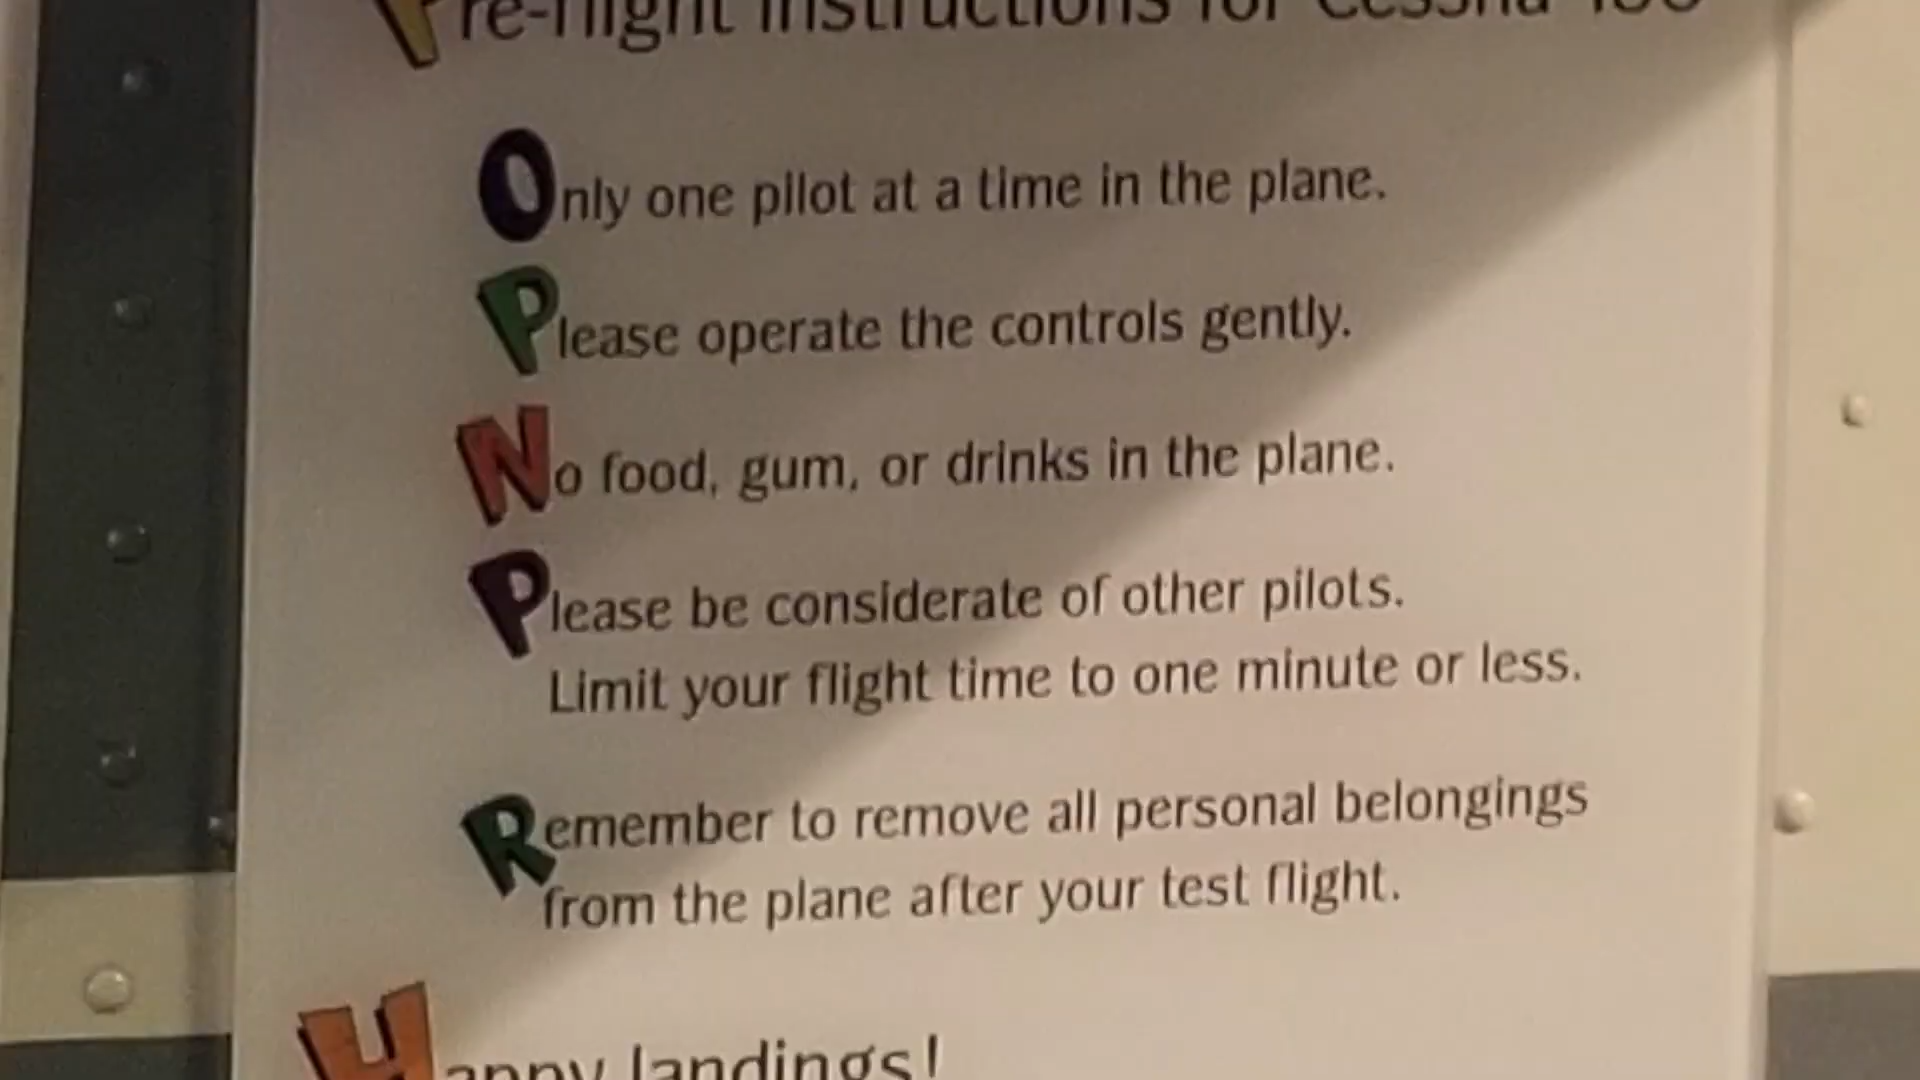 Pre-flight instructions for Cessna
Only one pilot at a time in the plane.
Please operate the controls gently.
No food, gum, or drinks in the plane.
Please be considerate of other pilots.
Limit your flight time to one minute or less.
Remember to remove all personal belongings
from the plane after your test flight.
Happy landings!